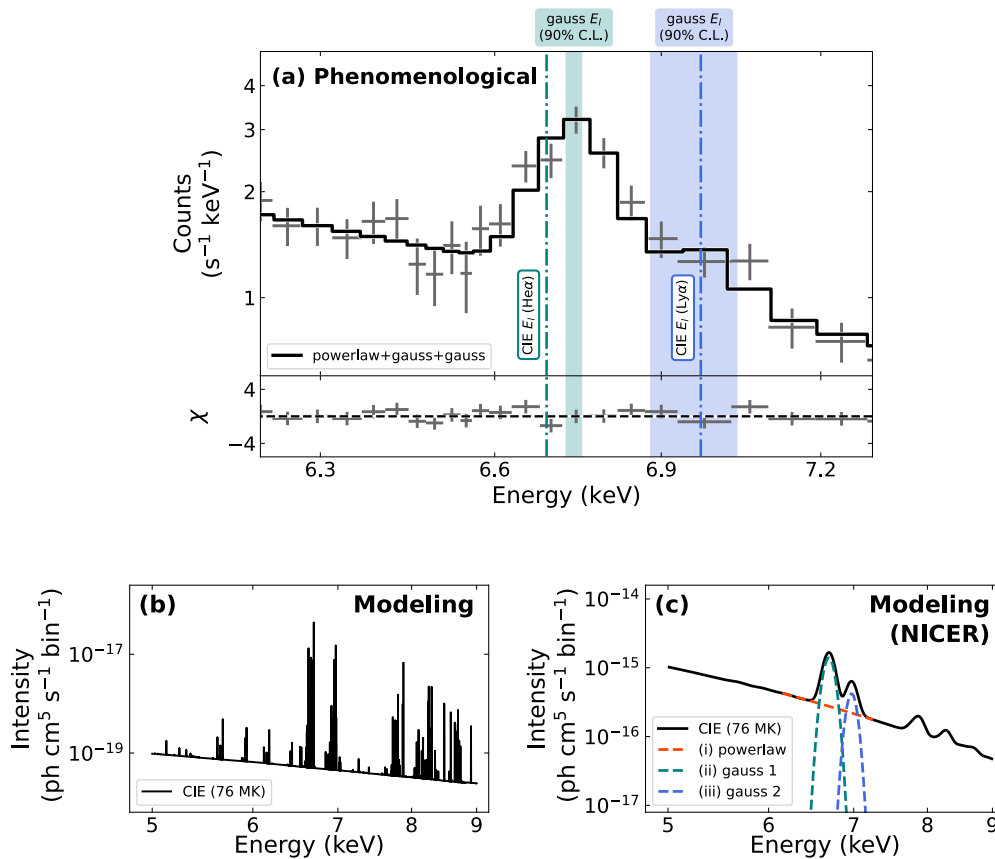 gauss Eₗ
(90% C.L.)
gauss Eₗ
(90% C.L.)
(a) Phenomenological
4
3
2
1
Counts
(s⁻¹ keV⁻¹)
CIE Eₗ (Heα)
CIE Eₗ (Lyα)
powerlaw+gauss+gauss
4
−4
χ
6.3
6.6
6.9
7.2
Energy (keV)
(b)
Modeling
10⁻¹⁷
10⁻¹⁹
Intensity
(ph cm⁵ s⁻¹ bin⁻¹)
CIE (76 MK)
5
6
7
8
9
Energy (keV)
(c)
Modeling
(NICER)
10⁻¹⁴
10⁻¹⁵
10⁻¹⁶
10⁻¹⁷
Intensity
(ph cm⁵ s⁻¹ bin⁻¹)
CIE (76 MK)
(i) powerlaw
(ii) gauss 1
(iii) gauss 2
5
6
7
8
9
Energy (keV)